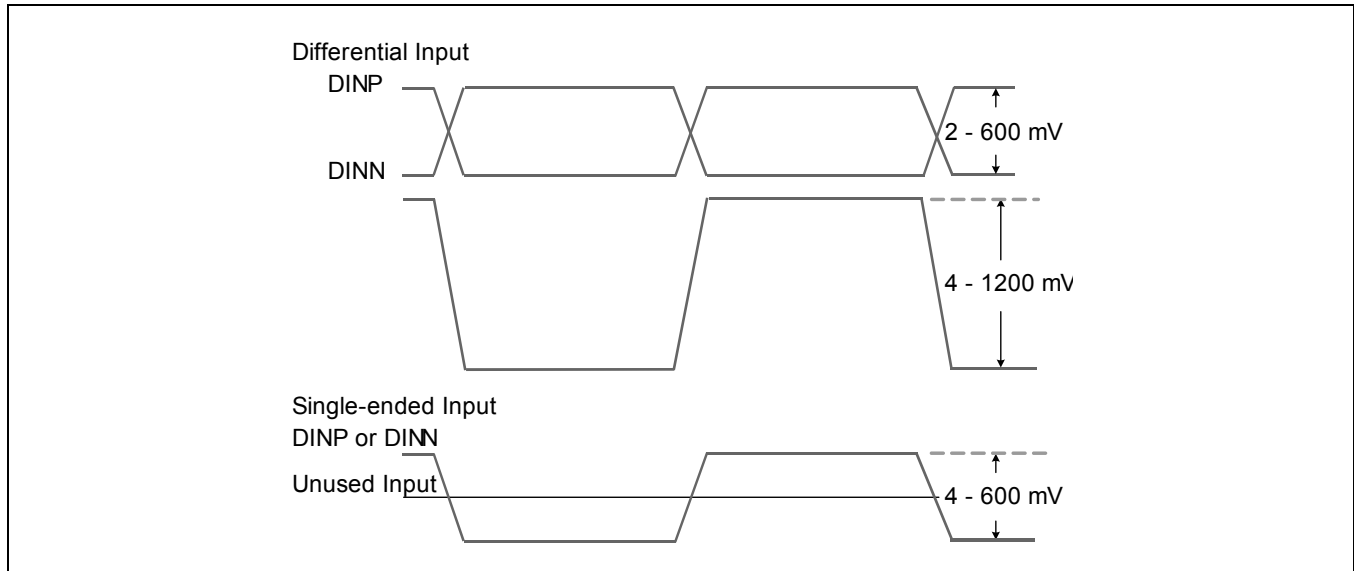 Differential Input
DINP
2 - 600 mV
DINN
4 - 1200 mV
Single-ended Input
DINP or DINN
Unused Input
4 - 600 mV